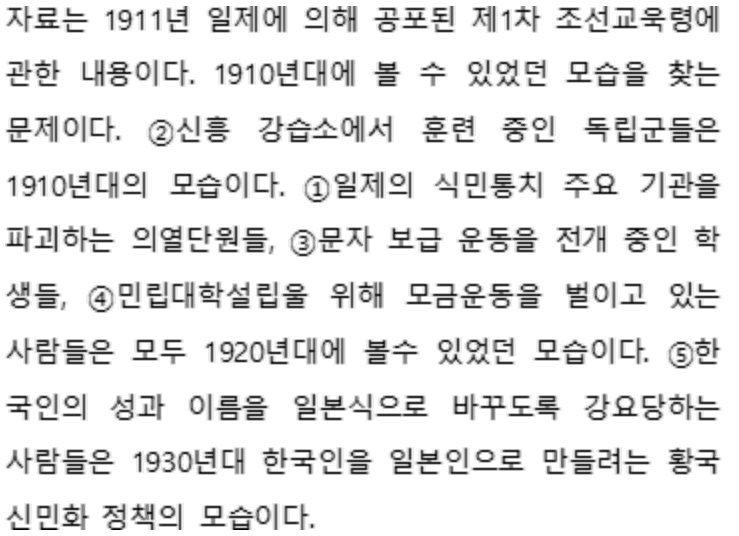 자료는 1911년 일제에 의해 공포된 제1차 조선교육령에
관한 내용이다. 1910년대에 볼 수 있었던 모습을 찾는
문제이다. ②신흥 강습소에서 훈련 중인 독립군들은
1910년대의 모습이다. ①일제의 식민통치 주요 기관을
파괴하는 의열단원들, ③문자 보급 운동을 전개 중인 학
생들, ④민립대학설립울 위해 모금운동을 벌이고 있는
사람들은 모두 1920년대에 볼수 있었던 모습이다. ⑤한
국인의 성과 이름을 일본식으로 바꾸도록 강요당하는
사람들은 1930년대 한국인을 일본인으로 만들려는 황국
신민화 정책의 모습이다.